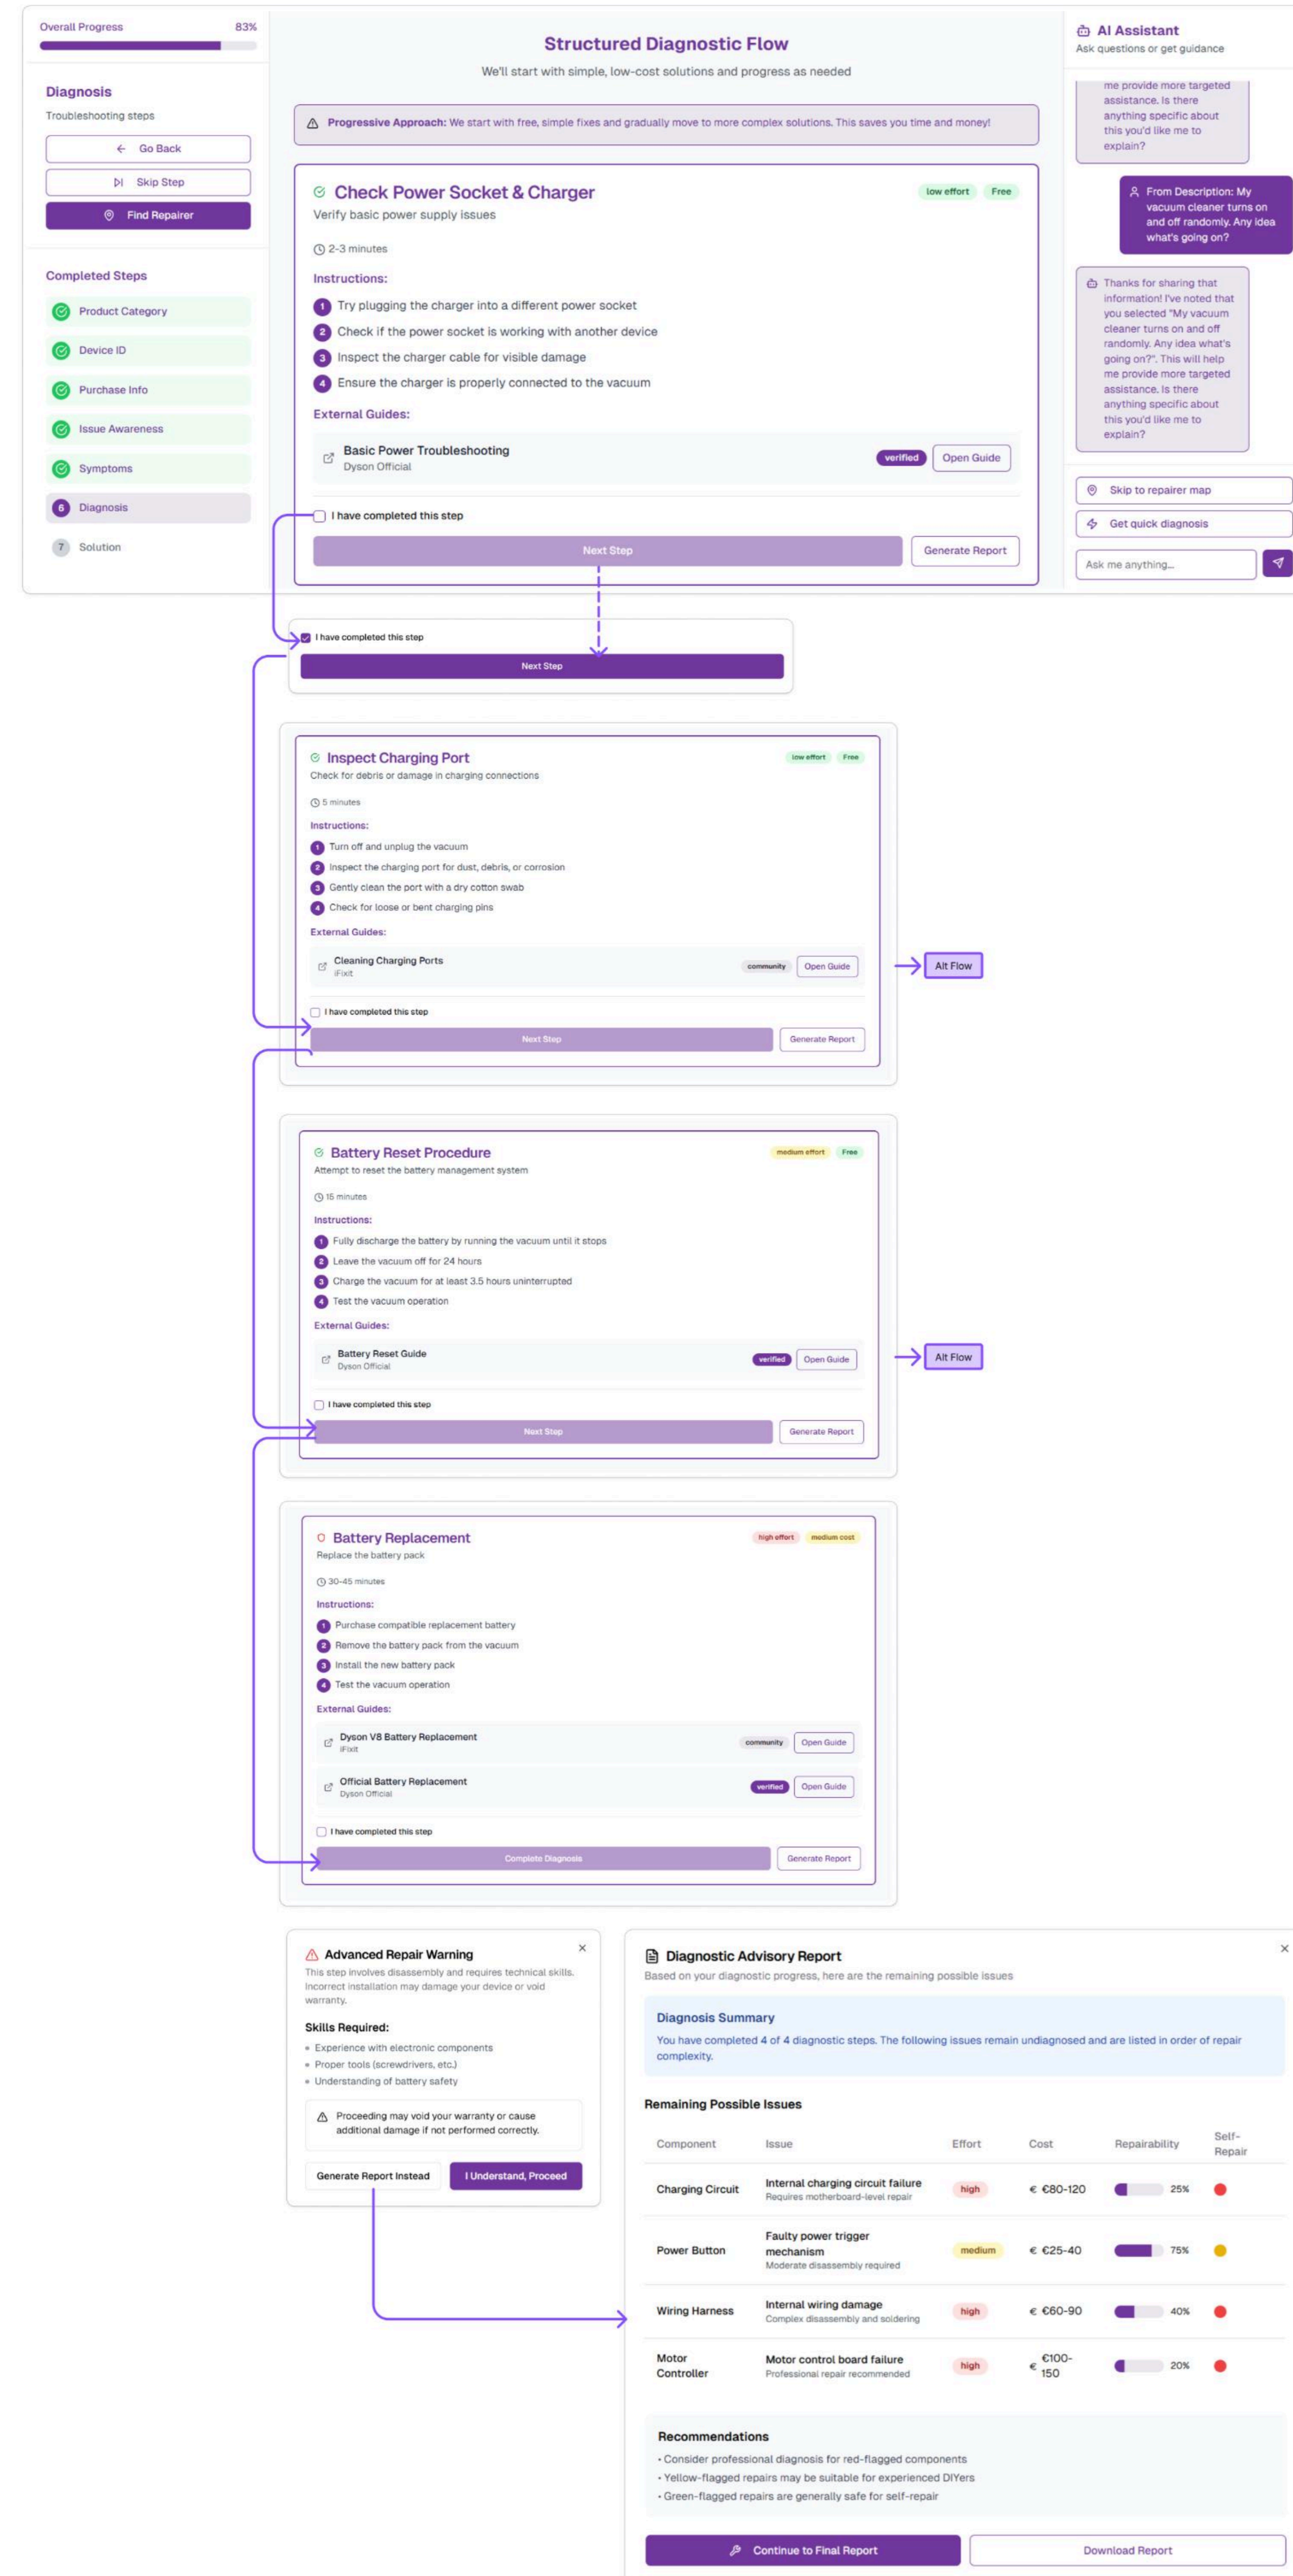 Overall Progress 83%
Diagnosis
Troubleshooting steps
Go Back
Skip Step
Find Repairer
Completed Steps
Product Category
Device ID
Purchase Info
Issue Awareness
Symptoms
6 Diagnosis
7 Solution
Structured Diagnostic Flow
We'll start with simple, low-cost solutions and progress as needed
Progressive Approach: We start with free, simple fixes and gradually move to more complex solutions. This saves you time and money!
Check Power Socket & Charger low effort Free
Verify basic power supply issues
2-3 minutes
Instructions:
1 Try plugging the charger into a different power socket
2 Check if the power socket is working with another device
3 Inspect the charger cable for visible damage
4 Ensure the charger is properly connected to the vacuum
External Guides:
Basic Power Troubleshooting
Dyson Official
verified Open Guide
I have completed this step
Next Step Generate Report
AI Assistant
Ask questions or get guidance
me provide more targeted
assistance. Is there
anything specific about
this you'd like me to
explain?
From Description: My
vacuum cleaner turns on
and off randomly. Any idea
what's going on?
Thanks for sharing that
information! I've noted that
you selected "My vacuum
cleaner turns on and off
randomly. Any idea what's
going on?". This will help
me provide more targeted
assistance. Is there
anything specific about
this you'd like me to
explain?
Skip to repairer map
Get quick diagnosis
Ask me anything...
I have completed this step
Next Step
Inspect Charging Port low effort Free
Check for debris or damage in charging connections
5 minutes
Instructions:
1 Turn off and unplug the vacuum
2 Inspect the charging port for dust, debris, or corrosion
3 Gently clean the port with a dry cotton swab
4 Check for loose or bent charging pins
External Guides:
Cleaning Charging Ports
iFixit
community Open Guide
Alt Flow
I have completed this step
Next Step Generate Report
Battery Reset Procedure medium effort Free
Attempt to reset the battery management system
15 minutes
Instructions:
1 Fully discharge the battery by running the vacuum until it stops
2 Leave the vacuum off for 24 hours
3 Charge the vacuum for at least 3.5 hours uninterrupted
4 Test the vacuum operation
External Guides:
Battery Reset Guide
Dyson Official
verified Open Guide
Alt Flow
I have completed this step
Next Step Generate Report
Battery Replacement high effort medium cost
Replace the battery pack
30-45 minutes
Instructions:
1 Purchase compatible replacement battery
2 Remove the battery pack from the vacuum
3 Install the new battery pack
4 Test the vacuum operation
External Guides:
Dyson V8 Battery Replacement
iFixit
community Open Guide
Official Battery Replacement
Dyson Official
verified Open Guide
I have completed this step
Complete Diagnosis Generate Report
Advanced Repair Warning
This step involves disassembly and requires technical skills.
Incorrect installation may damage your device or void
warranty.
Skills Required:
Experience with electronic components
Proper tools (screwdrivers, etc.)
Understanding of battery safety
Proceeding may void your warranty or cause
additional damage if not performed correctly.
Generate Report Instead I Understand, Proceed
Diagnostic Advisory Report
Based on your diagnostic progress, here are the remaining possible issues
Diagnosis Summary
You have completed 4 of 4 diagnostic steps. The following issues remain undiagnosed and are listed in order of repair
complexity.
Remaining Possible Issues
Component Issue Effort Cost Repairability Self-
Repair
Charging Circuit Internal charging circuit failure high € €80-120 25%
Requires motherboard-level repair
Power Button Faulty power trigger
mechanism medium € €25-40 75%
Moderate disassembly required
Wiring Harness Internal wiring damage high € €60-90 40%
Complex disassembly and soldering
Motor
Controller
Motor control board failure
Professional repair recommended
high
€ €100-
150
20%
Recommendations
• Consider professional diagnosis for red-flagged components
• Yellow-flagged repairs may be suitable for experienced DIYers
• Green-flagged repairs are generally safe for self-repair
Continue to Final Report Download Report